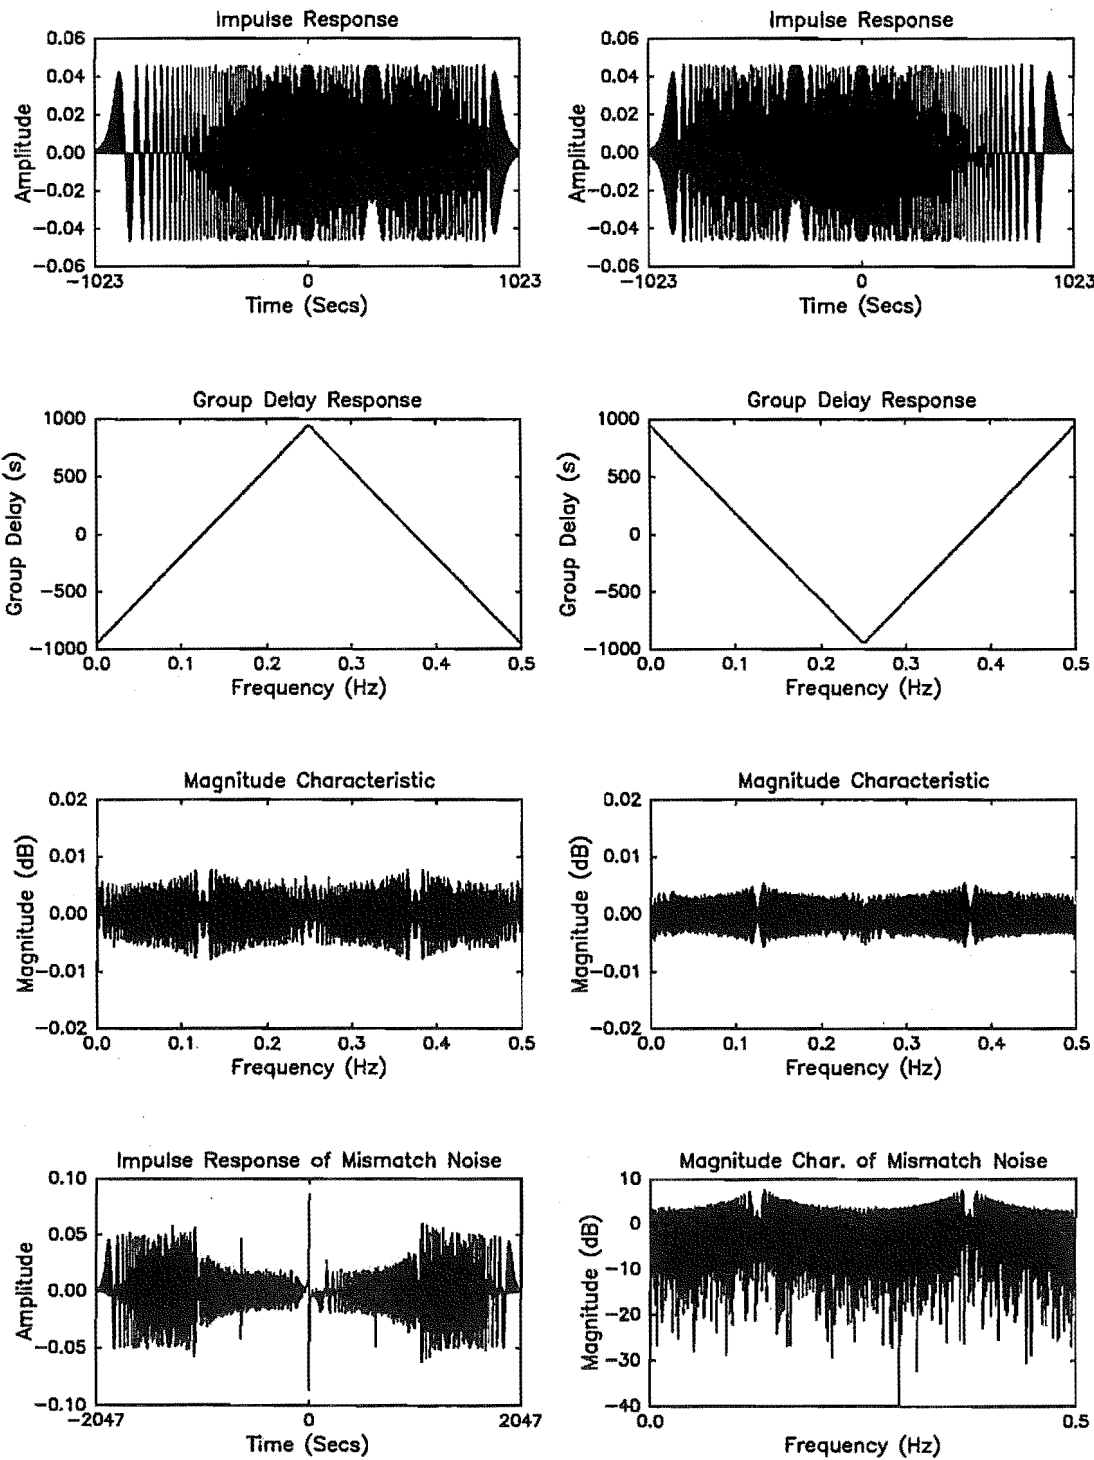 Impulse Response
0.06
0.04
0.02
0.00
−0.02
−0.04
−0.06
Amplitude
−1023 0 1023
Time (Secs)
Impulse Response
0.06
0.04
0.02
0.00
−0.02
−0.04
−0.06
Amplitude
−1023 0 1023
Time (Secs)
Group Delay Response
1000
500
0
−500
−1000
Group Delay (s)
0.0 0.1 0.2 0.3 0.4 0.5
Frequency (Hz)
Group Delay Response
1000
500
0
−500
−1000
Group Delay (s)
0.0 0.1 0.2 0.3 0.4 0.5
Frequency (Hz)
Magnitude Characteristic
0.02
0.01
0.00
−0.01
−0.02
Magnitude (dB)
0.0 0.1 0.2 0.3 0.4 0.5
Frequency (Hz)
Magnitude Characteristic
0.02
0.01
0.00
−0.01
−0.02
Magnitude (dB)
0.0 0.1 0.2 0.3 0.4 0.5
Frequency (Hz)
Impulse Response of Mismatch Noise
0.10
0.05
0.00
−0.05
−0.10
Amplitude
−2047 0 2047
Time (Secs)
Magnitude Char. of Mismatch Noise
10
0
−10
−20
−30
−40
Magnitude (dB)
0.0 0.5
Frequency (Hz)